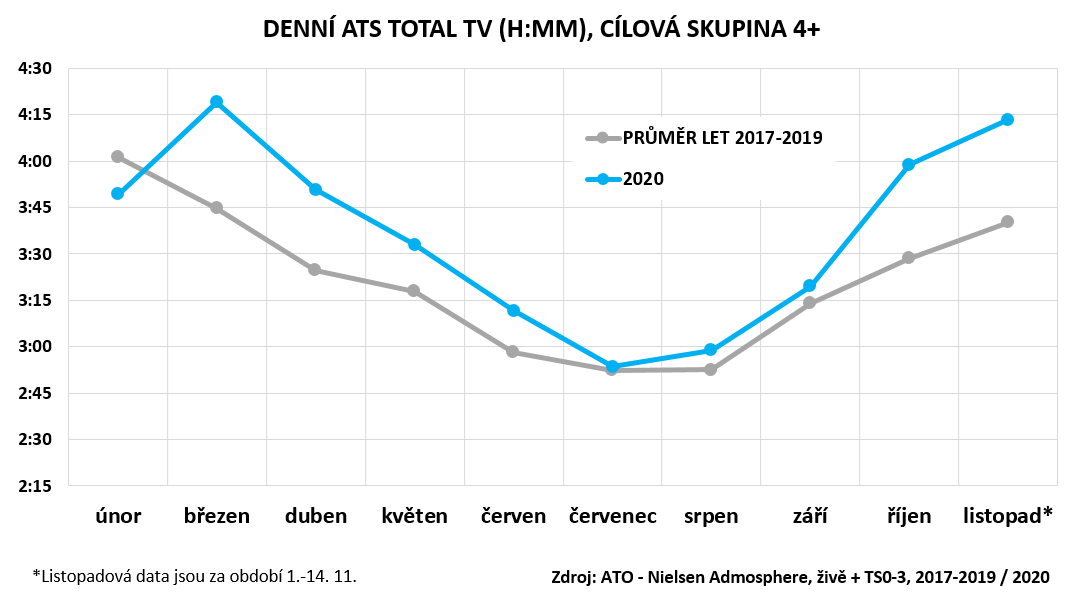 DENNÍ ATS TOTAL TV (H:MM), CÍLOVÁ SKUPINA 4+
4:30
4:15
4:00
3:45
3:30
3:15
3:00
2:45
2:30
2:15
PRŮMĚR LET 2017-2019
2020
únor březen duben květen červen červenec srpen září říjen listopad*
*Listopadová data jsou za období 1.-14. 11.
Zdroj: ATO - Nielsen Admosphere, živě + TS0-3, 2017-2019 / 2020